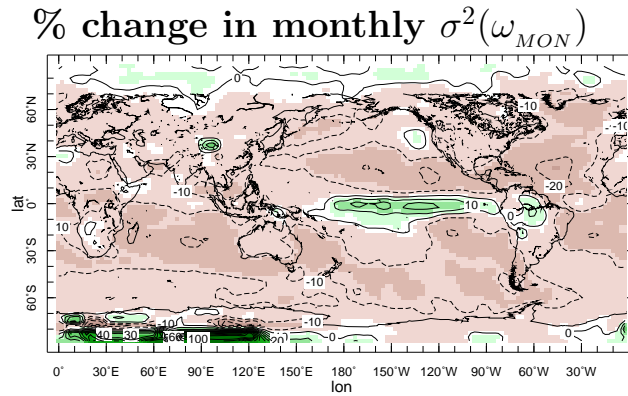 % change in monthly σ²(ω_MON)
0
-10
60°N
-10
30°N
-10
-20
lat
0°
10
0
10
30°S
-10
60°S
-10
-10
40 30 100 20 0 0
0° 30°E 60°E 90°E 120°E 150°E 180° 150°W 120°W 90°W 60°W 30°W
lon